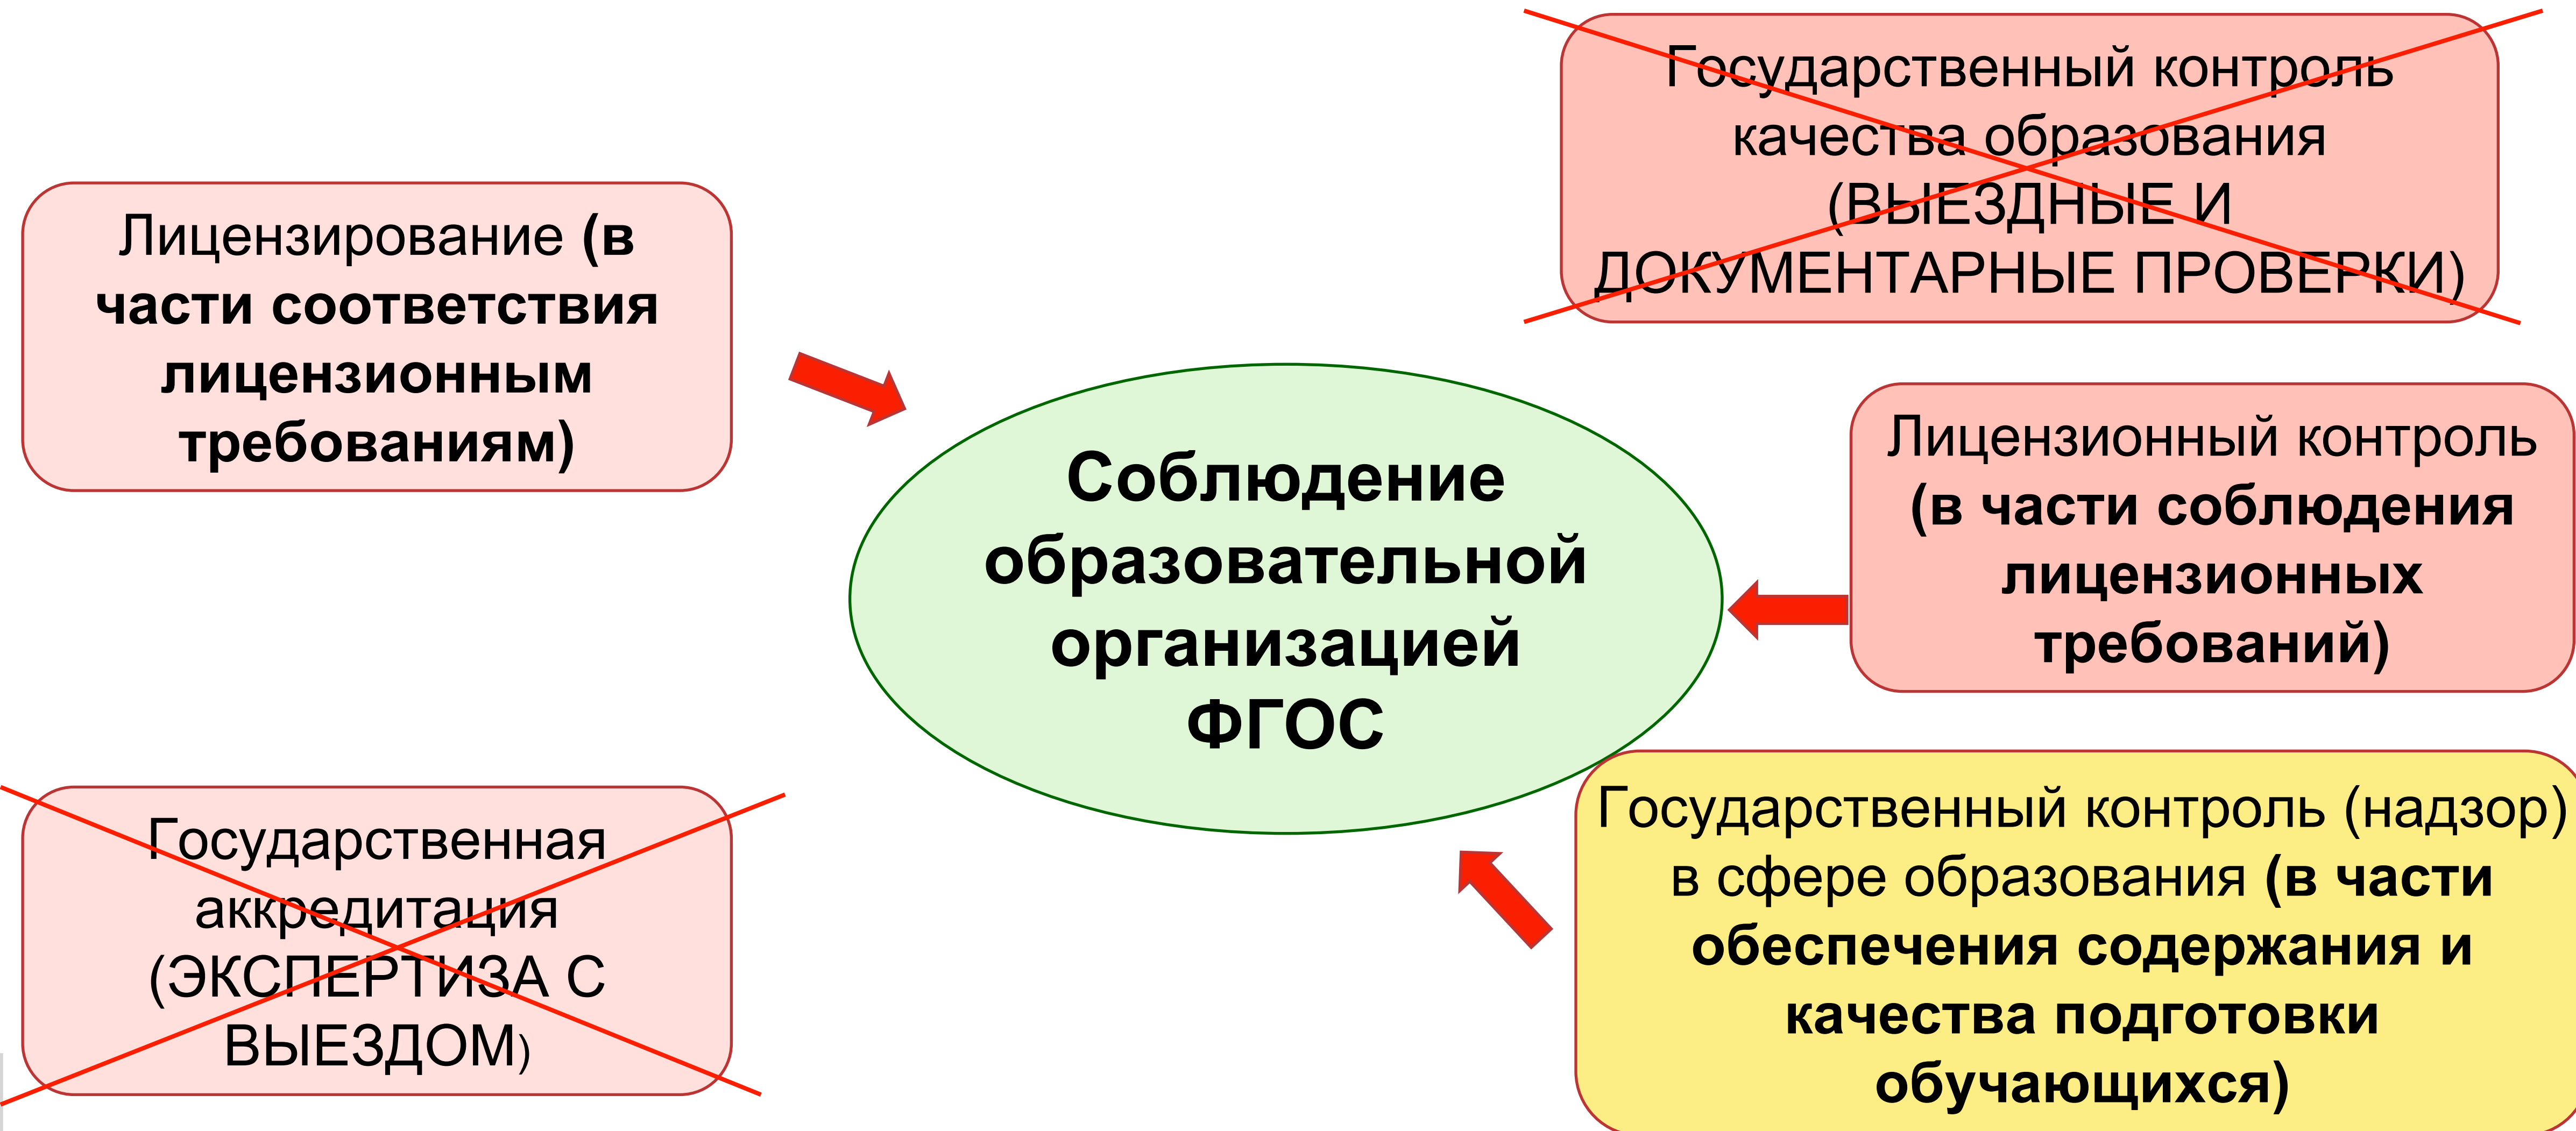 Государственный контроль
качества образования
(ВЫЕЗДНЫЕ И
ДОКУМЕНТАРНЫЕ ПРОВЕРКИ)
Лицензирование (в
части соответствия
лицензионным
требованиям)
Соблюдение
образовательной
организацией
ФГОС
Лицензионный контроль
(в части соблюдения
лицензионных
требований)
Государственная
аккредитация
(ЭКСПЕРТИЗА С
ВЫЕЗДОМ)
Государственный контроль (надзор)
в сфере образования (в части
обеспечения содержания и
качества подготовки
обучающихся)